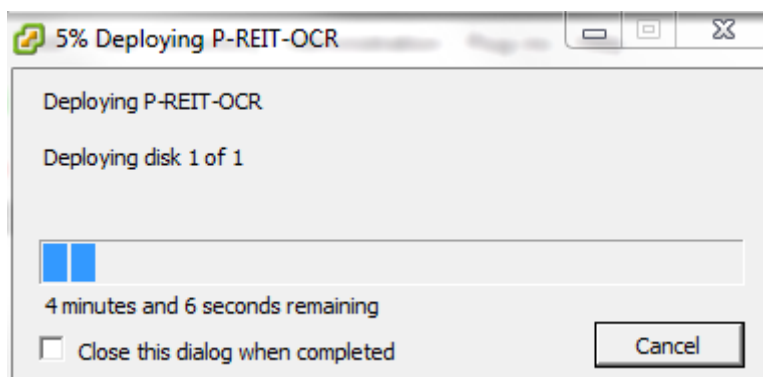 5% Deploying P-REIT-OCR
Deploying P-REIT-OCR
Deploying disk 1 of 1
4 minutes and 6 seconds remaining
Close this dialog when completed
Cancel